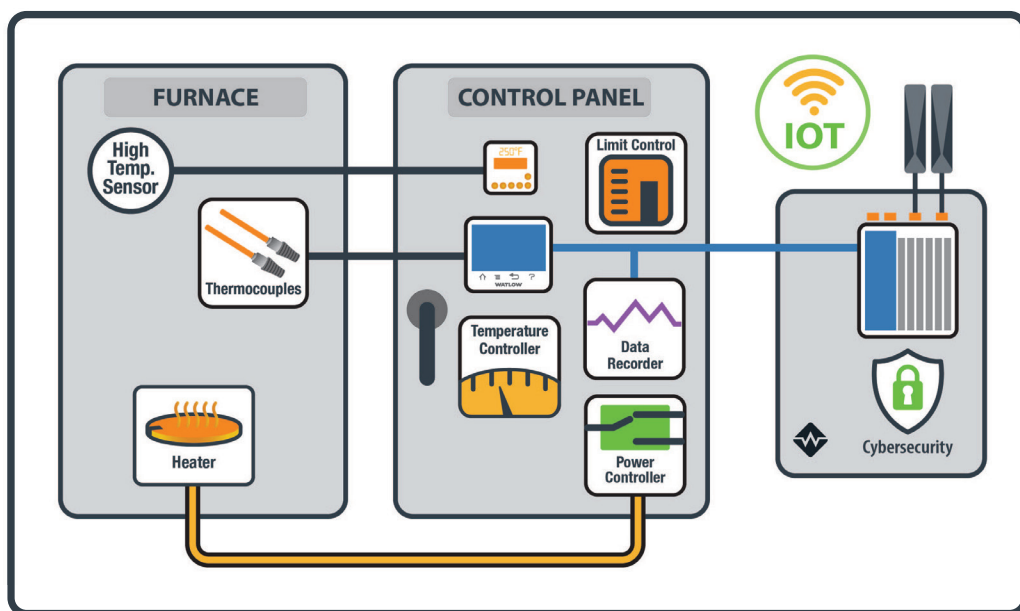 FURNACE
High
Temp.
Sensor
Thermocouples
Heater
CONTROL PANEL
250°F
Limit Control
?
WATLOW
Temperature
Controller
Data
Recorder
Power
Controller
IOT
Cybersecurity